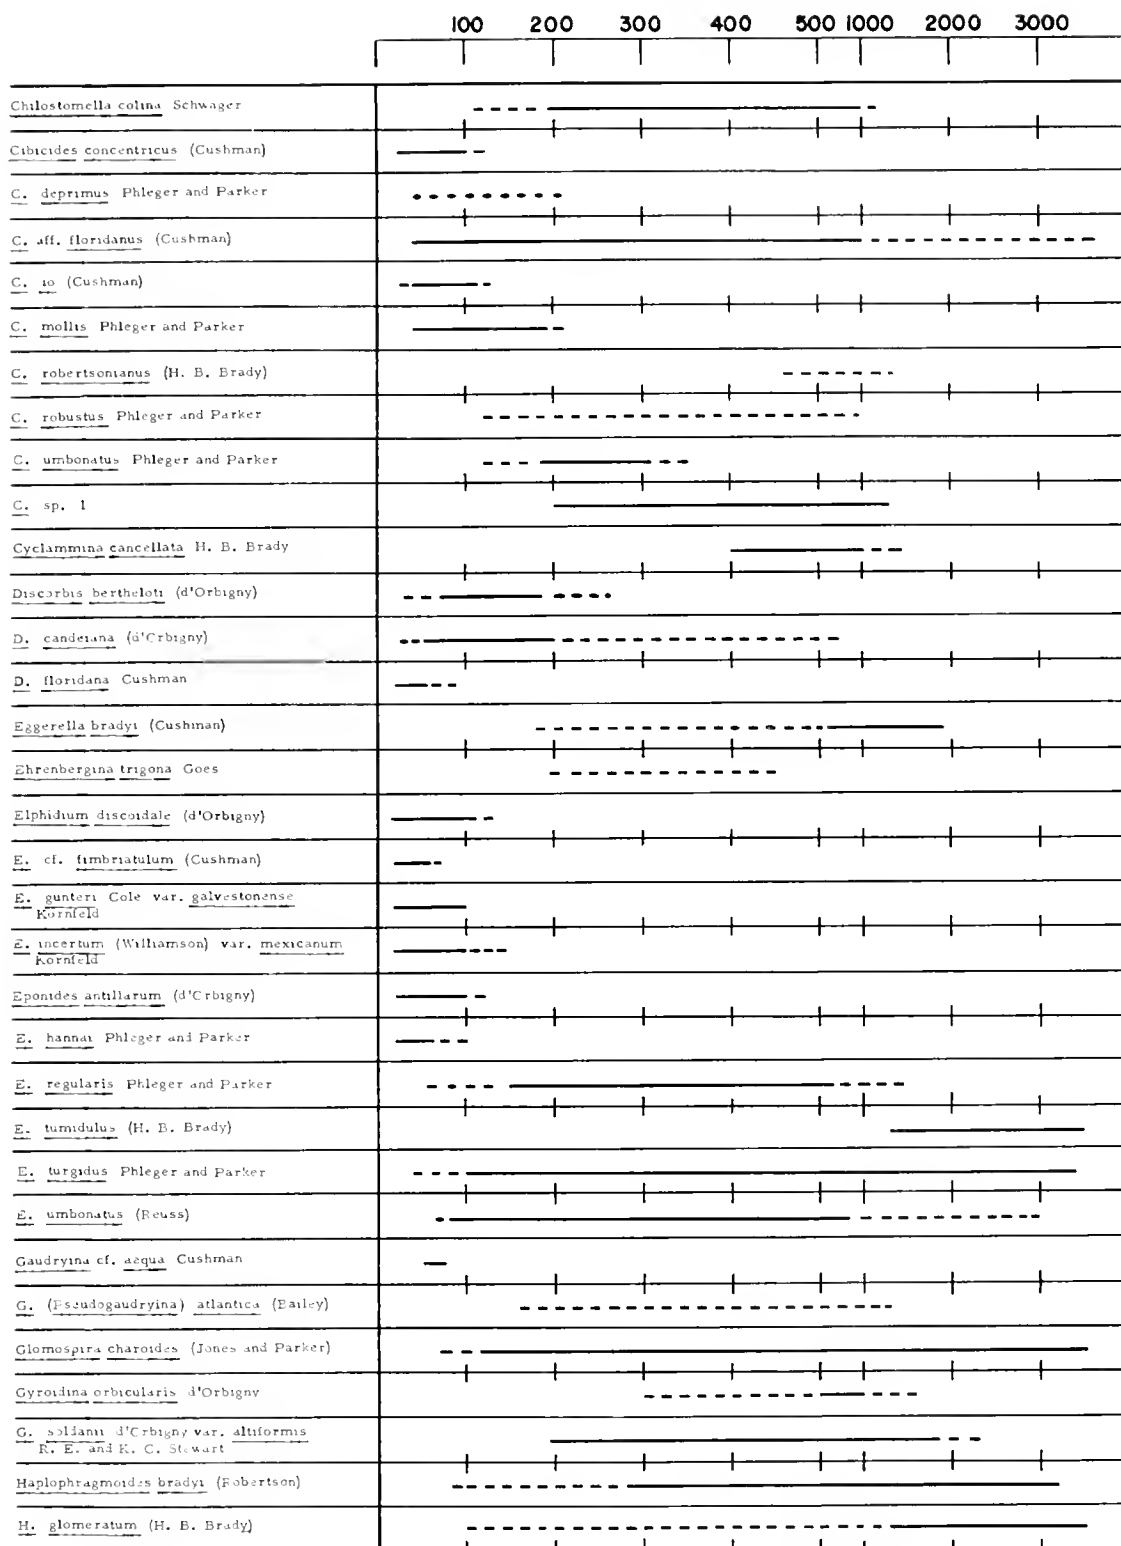 100 200 300 400 500 1000 2000 3000
Chilostomella colina Schwager
Cibicides concentricus (Cushman)
C. deprimus Phleger and Parker
C. aff. floridanus (Cushman)
C. io (Cushman)
C. mollis Phleger and Parker
C. robertsonianus (H. B. Brady)
C. robustus Phleger and Parker
C. umbonatus Phleger and Parker
C. sp. 1
Cyclammina cancellata H. B. Brady
Discorbis bertheloti (d'Orbigny)
D. candeiana (d'Orbigny)
D. floridana Cushman
Eggerella bradyi (Cushman)
Ehrenbergina trigona Goes
Elphidium discoidale (d'Orbigny)
E. cf. fimbriatulum (Cushman)
E. gunteri Cole var. galvestonense
Kornfeld
E. incertum (Williamson) var. mexicanum
Kornfeld
Eponides antillarum (d'Orbigny)
E. hannai Phleger and Parker
E. regularis Phleger and Parker
E. tumidulus (H. B. Brady)
E. turgidus Phleger and Parker
E. umbonatus (Reuss)
Gaudryina cf. aequa Cushman
G. (Pseudogaudryina) atlantica (Bailey)
Glomospira charoides (Jones and Parker)
Gyroidina orbicularis d'Orbigny
G. soldanii d'Orbigny var. altiformis
R. E. and K. C. Stewart
Haplophragmoides bradyi (Robertson)
H. glomeratum (H. B. Brady)